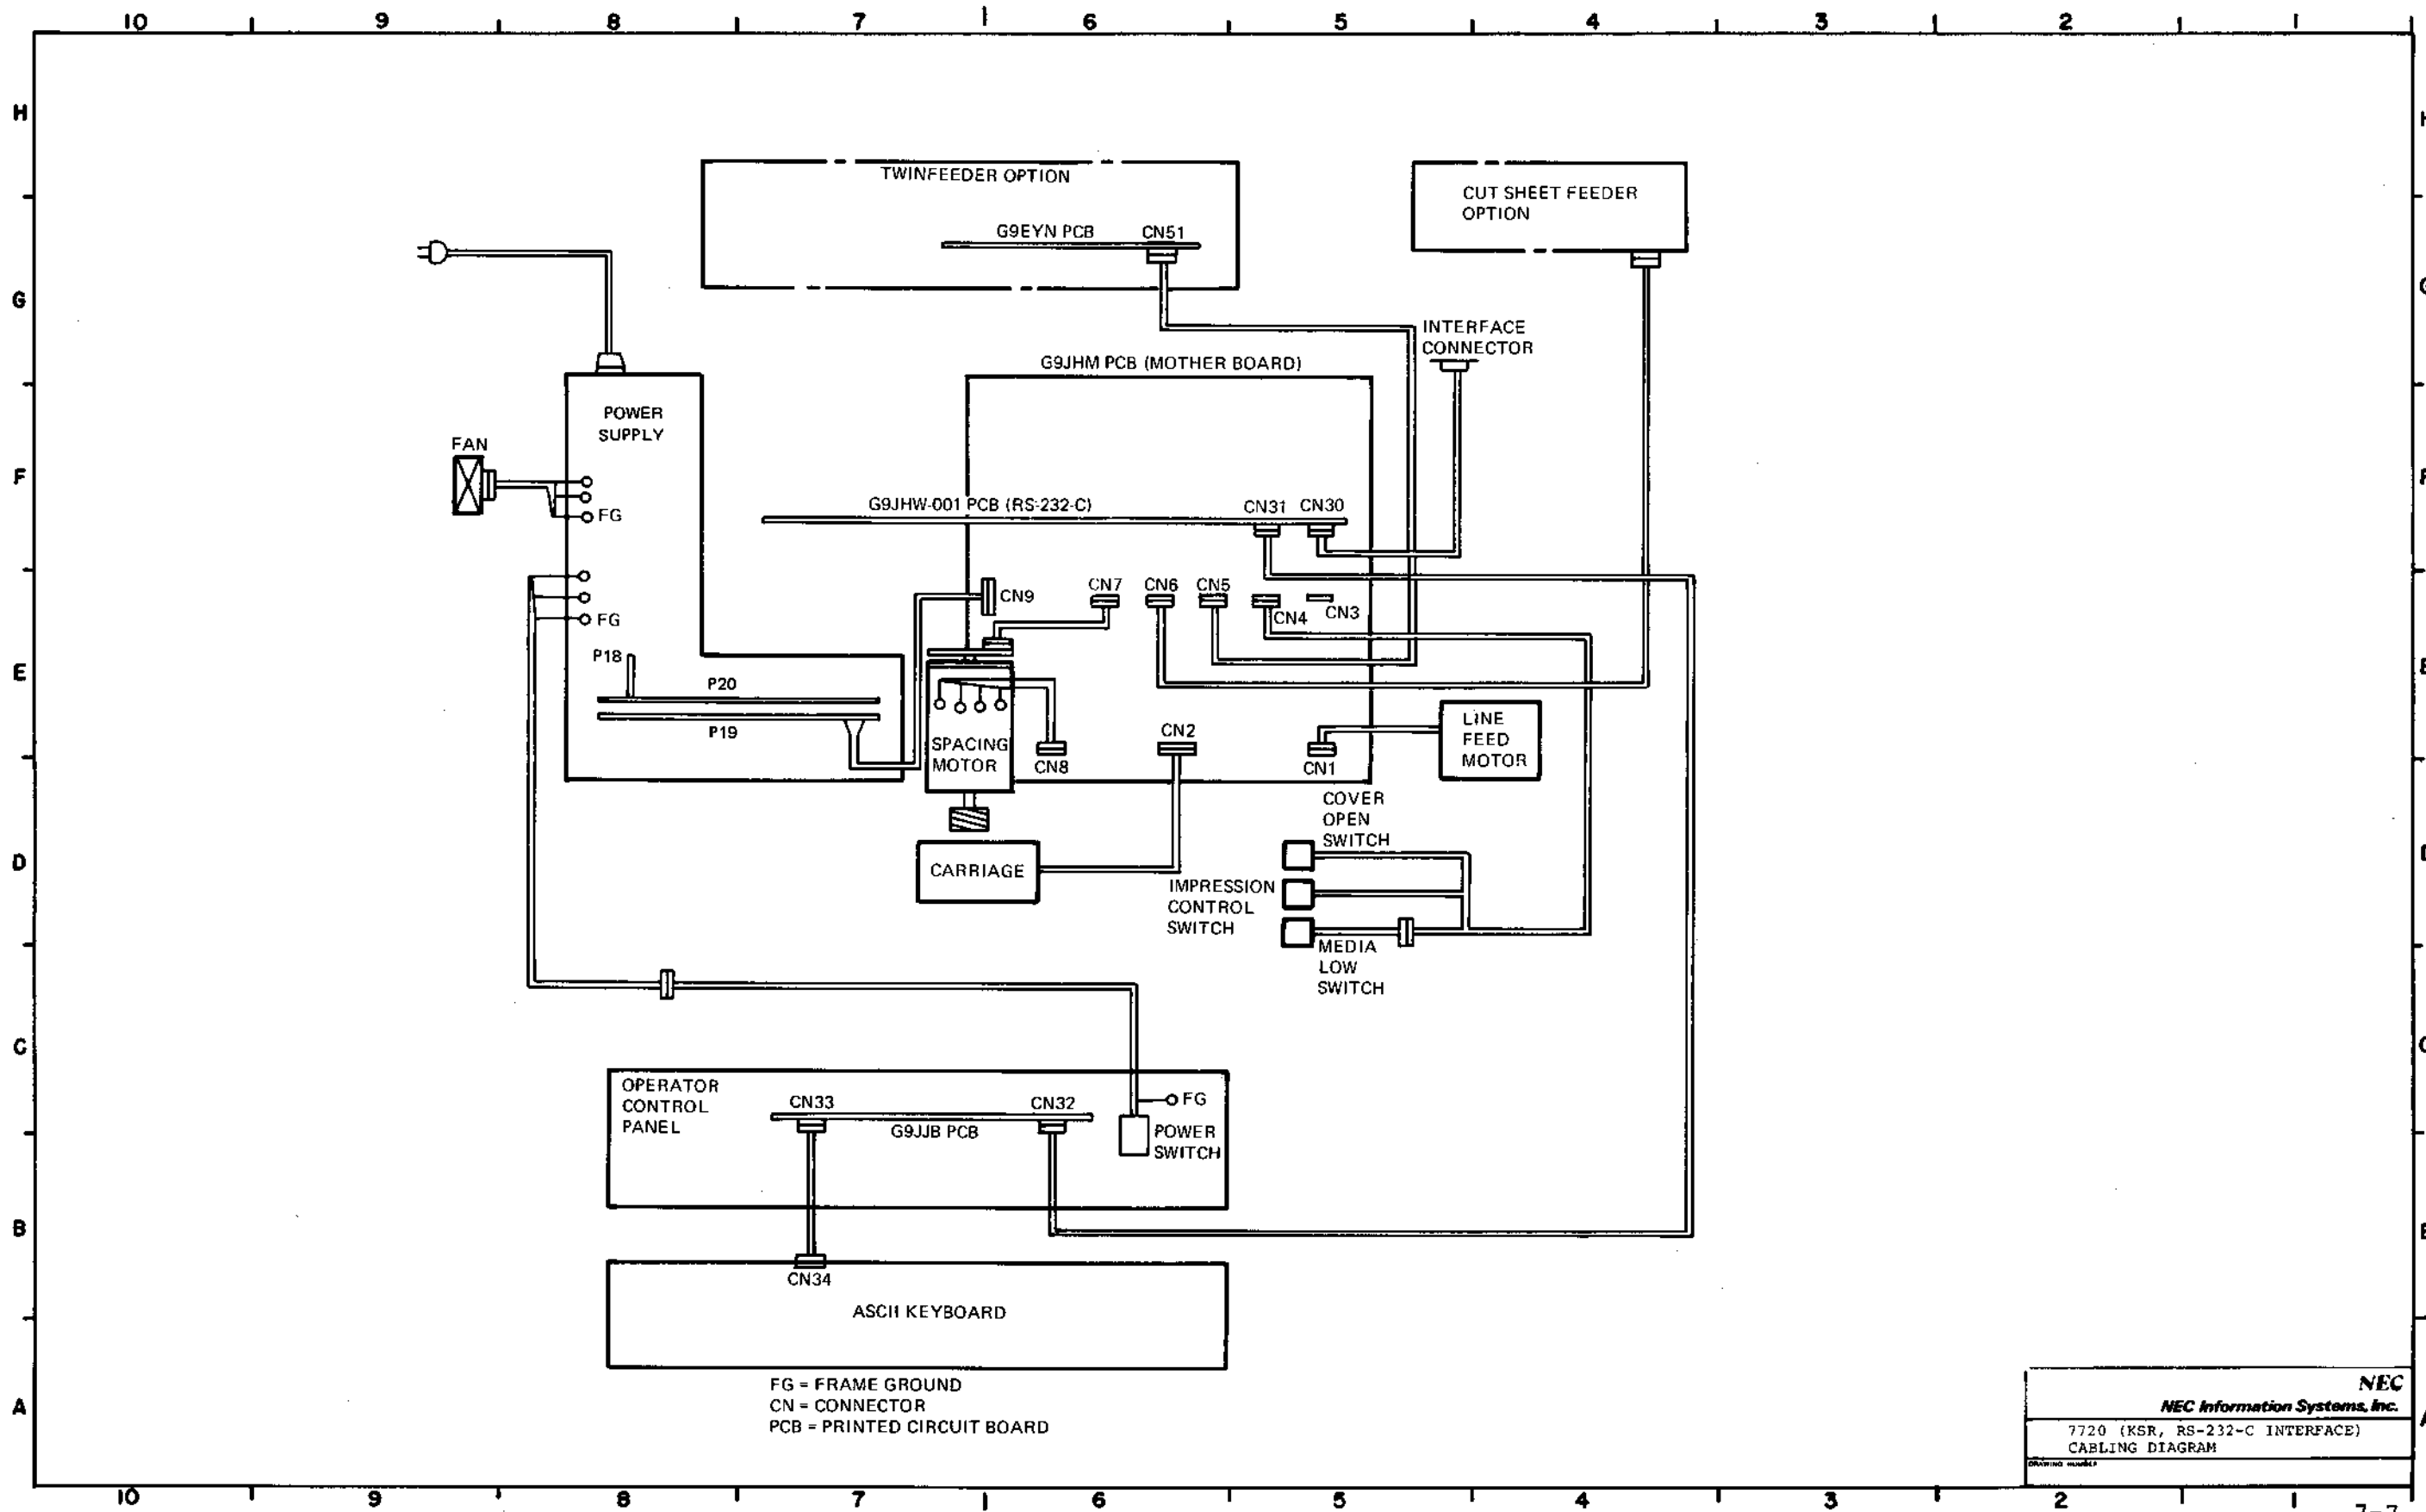 10 9 8 7 6 5 4 3 2 1
H H
TWINFEEDER OPTION
CUT SHEET FEEDER
OPTION
G9EYN PCB CN51
G G
INTERFACE
CONNECTOR
G9JHM PCB (MOTHER BOARD)
POWER
SUPPLY
FAN
F F
G9JHW-001 PCB (RS-232-C) CN31 CN30
FG
CN9 CN7 CN6 CN5 CN4 CN3
FG
P18
E E
P20
P19
SPACING
MOTOR
CN8
CN2
CN1
LINE
FEED
MOTOR
COVER
OPEN
SWITCH
D D
CARRIAGE
IMPRESSION
CONTROL
SWITCH
MEDIA
LOW
SWITCH
C C
OPERATOR
CONTROL
PANEL
CN33 CN32
G9JJB PCB
FG
POWER
SWITCH
B B
CN34
ASCII KEYBOARD
FG = FRAME GROUND
CN = CONNECTOR
PCB = PRINTED CIRCUIT BOARD
A A
NEC
NEC Information Systems, Inc.
7720 (KSR, RS-232-C INTERFACE)
CABLING DIAGRAM
DRAWING NUMBER
10 9 8 7 6 5 4 3 2 1
7-7